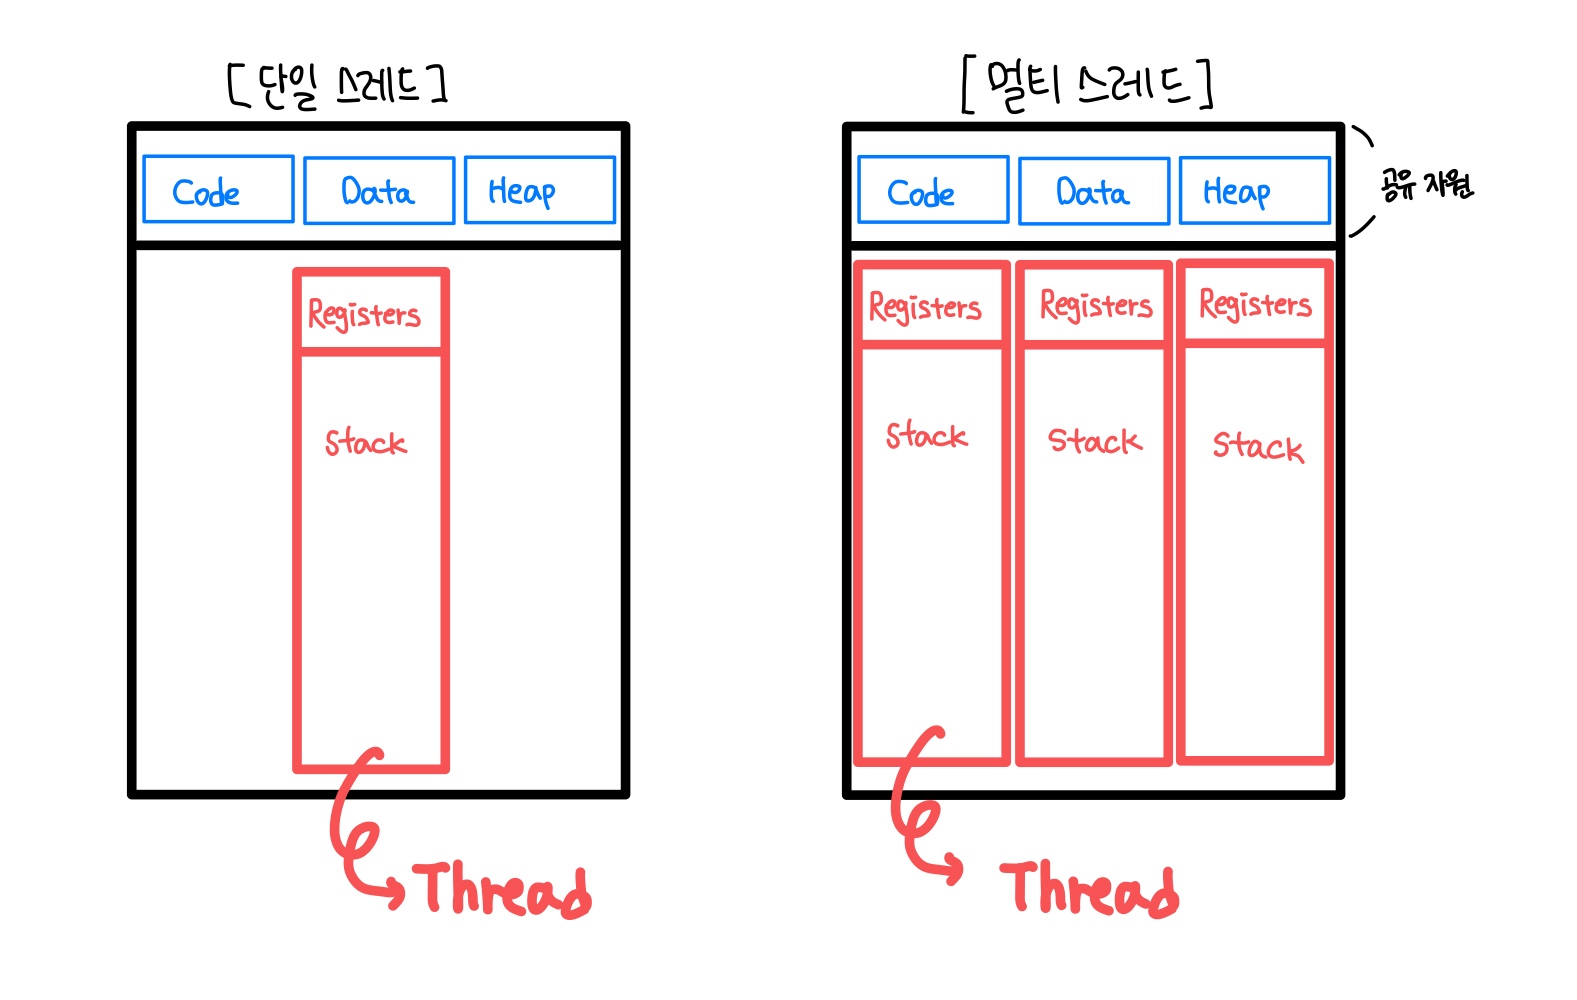 [단일 스레드]
Code
Data
Heap
Registers
Stack
Thread
[멀티 스레드]
Code
Data
Heap
공유 자원
Registers
Registers
Registers
Stack
Stack
Stack
Thread